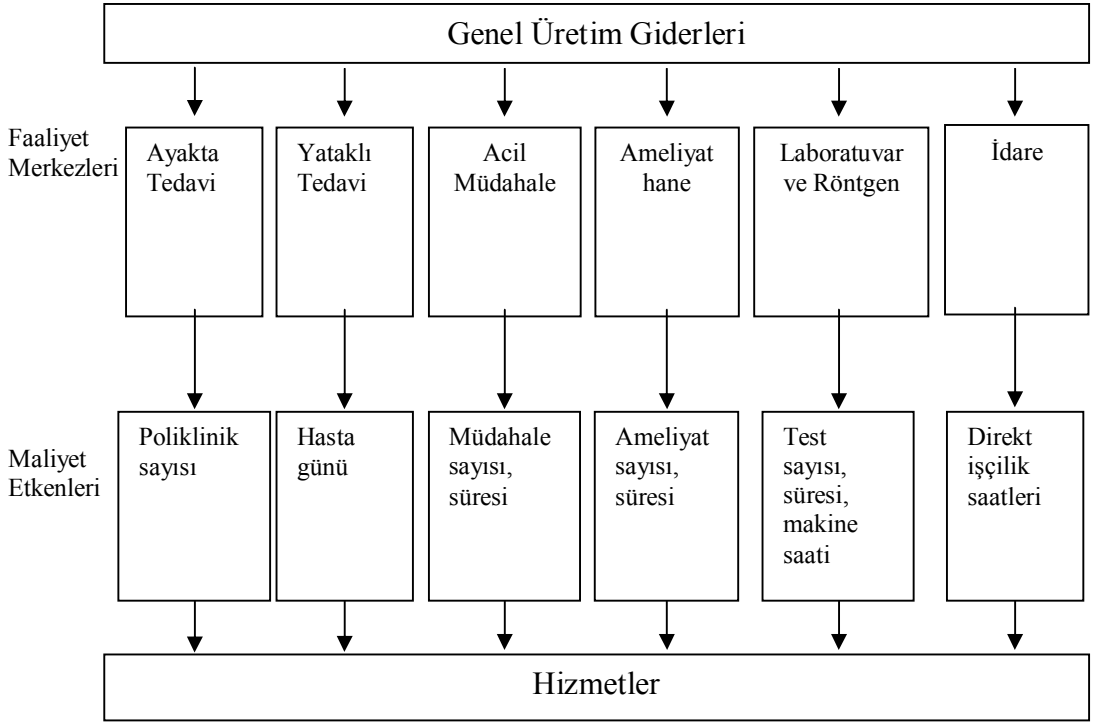 Genel Üretim Giderleri
Faaliyet
Merkezleri
Ayakta
Tedavi
Yataklı
Tedavi
Acil
Müdahale
Ameliyat
hane
Laboratuvar
ve Röntgen
İdare
Maliyet
Etkenleri
Poliklinik
sayısı
Hasta
günü
Müdahale
sayısı,
süresi
Ameliyat
sayısı,
süresi
Test
sayısı,
süresi,
makine
saati
Direkt
işçilik
saatleri
Hizmetler